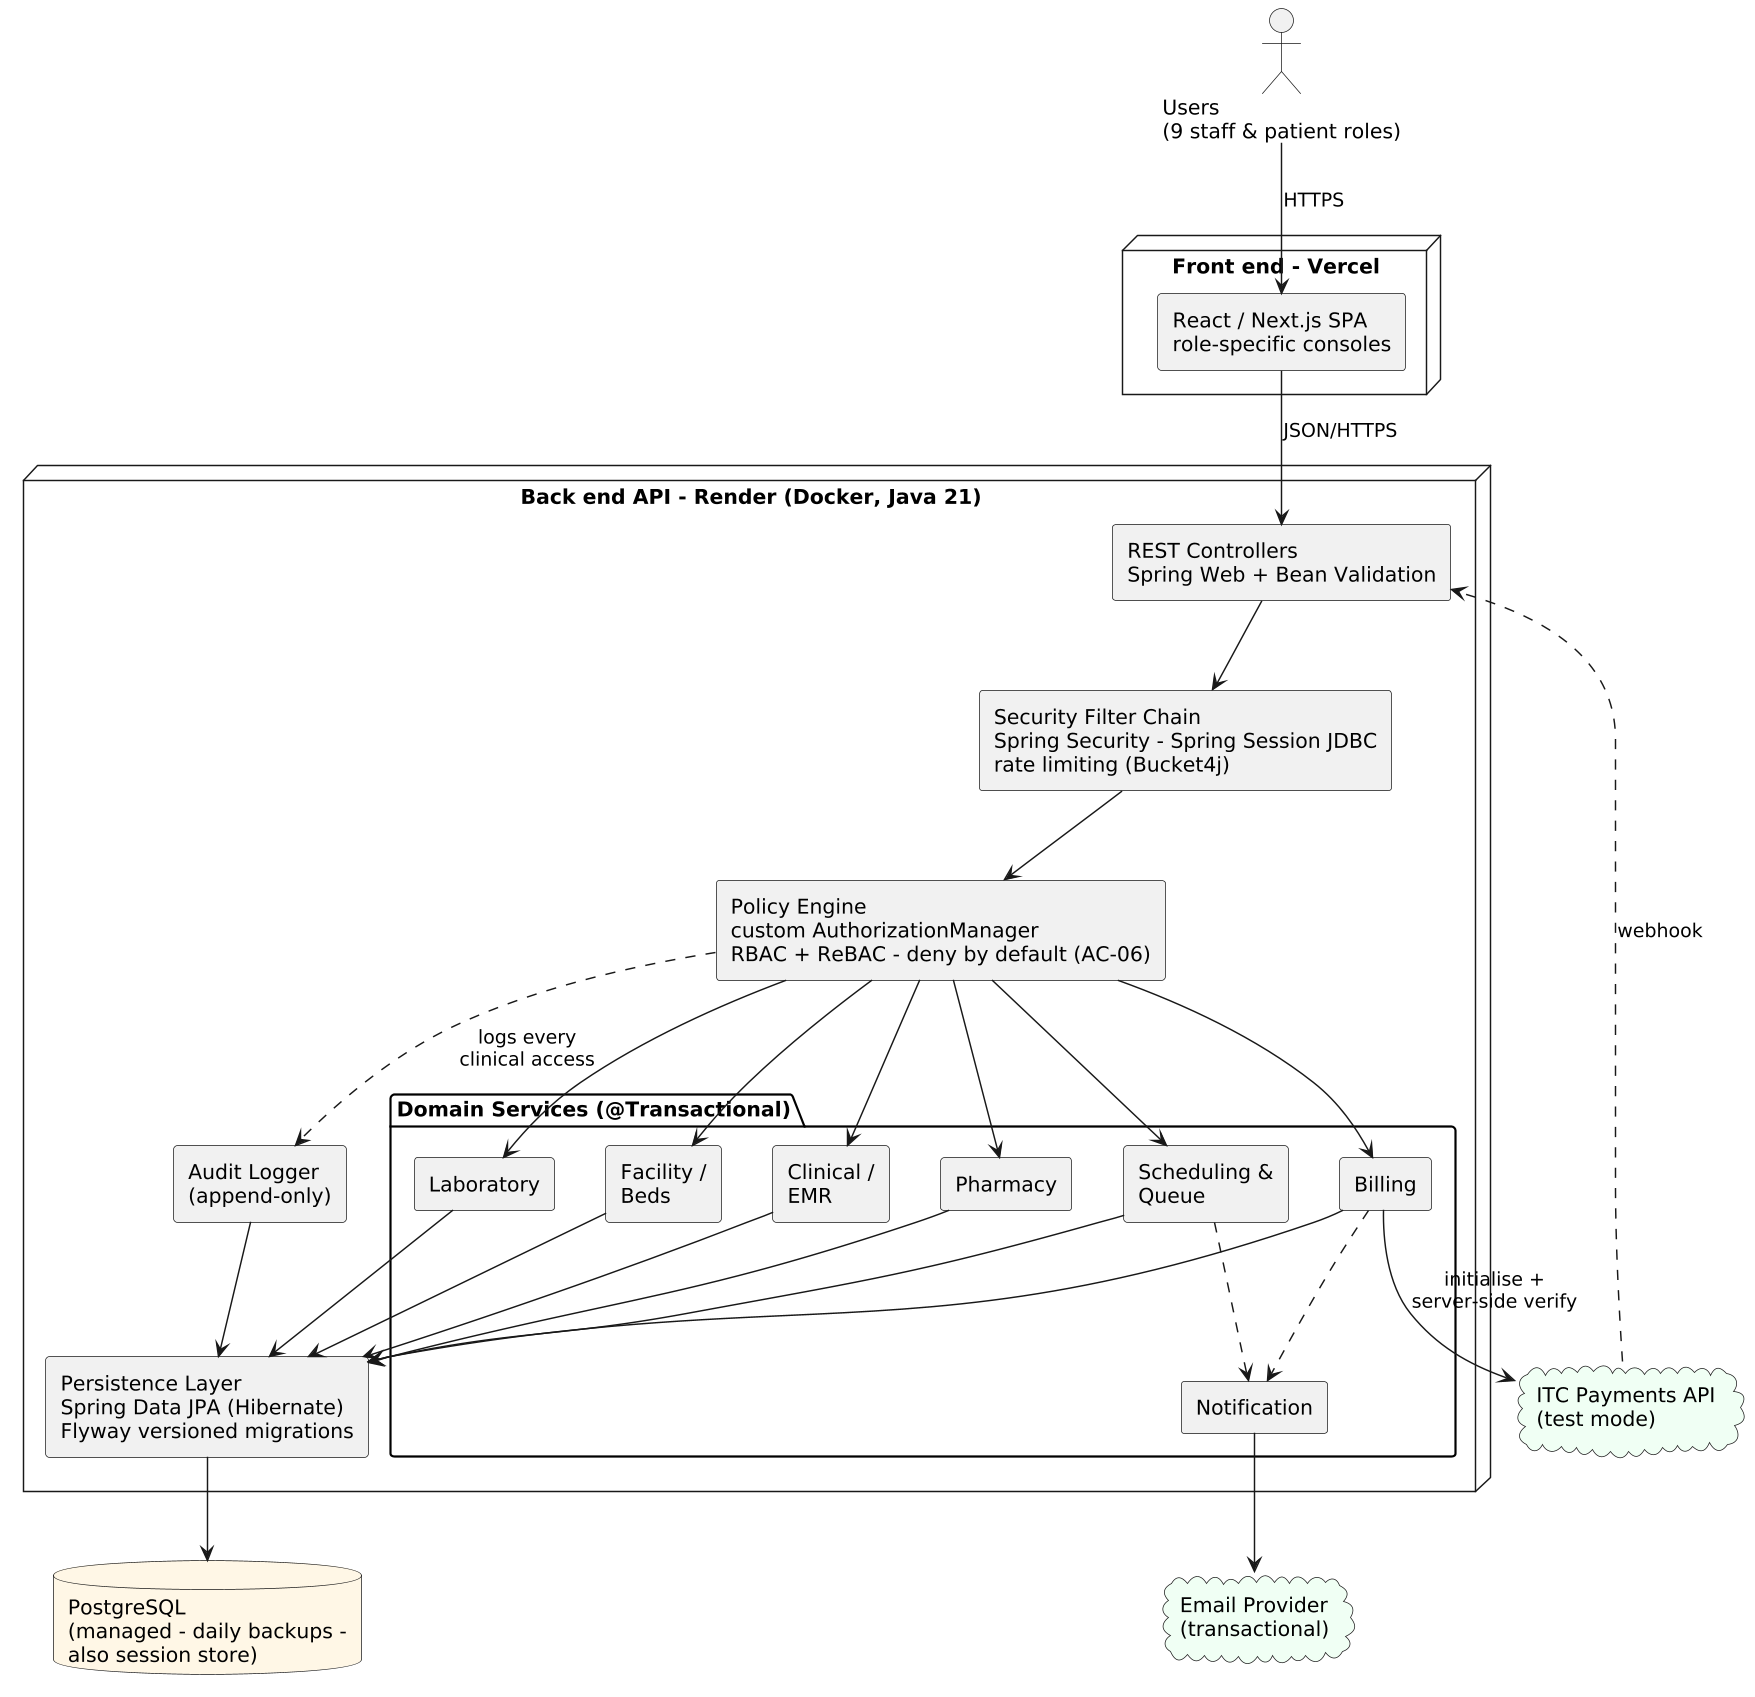 Users
(9 staff & patient roles)
HTTPS
Front end - Vercel
React / Next.js SPA
role-specific consoles
JSON/HTTPS
Back end API - Render (Docker, Java 21)
REST Controllers
Spring Web + Bean Validation
Security Filter Chain
Spring Security - Spring Session JDBC
rate limiting (Bucket4j)
Policy Engine
custom AuthorizationManager
RBAC + ReBAC - deny by default (AC-06)
webhook
logs every
clinical access
Domain Services (@Transactional)
Audit Logger
(append-only)
Laboratory
Facility /
Beds
Clinical /
EMR
Pharmacy
Scheduling &
Queue
Billing
initialise +
server-side verify
Persistence Layer
Spring Data JPA (Hibernate)
Flyway versioned migrations
Notification
ITC Payments API
(test mode)
PostgreSQL
(managed - daily backups -
also session store)
Email Provider
(transactional)